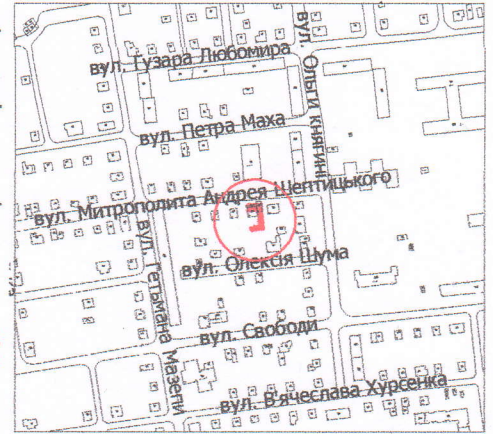 вул. Гузара Любомира
вул. Ольги княгині
вул. Петра Маха
вул. Митрополита Андрея Шептицького
1
вул. Гетьмана Мазепи
вул. Олексія Шума
вул. Свободи
вул. В'ячеслава Хурсенка